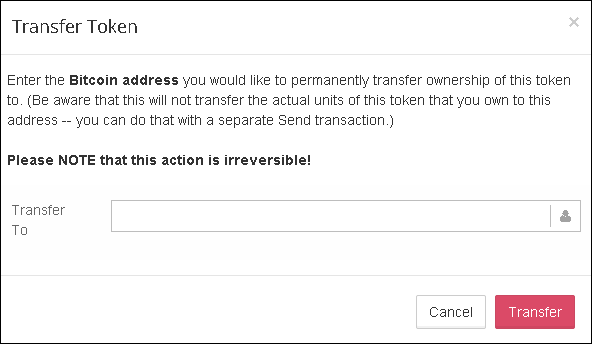 Transfer Token
×
Enter the Bitcoin address you would like to permanently transfer ownership of this token
to. (Be aware that this will not transfer the actual units of this token that you own to this
address -- you can do that with a separate Send transaction.)
Please NOTE that this action is irreversible!
Transfer
To
Cancel
Transfer